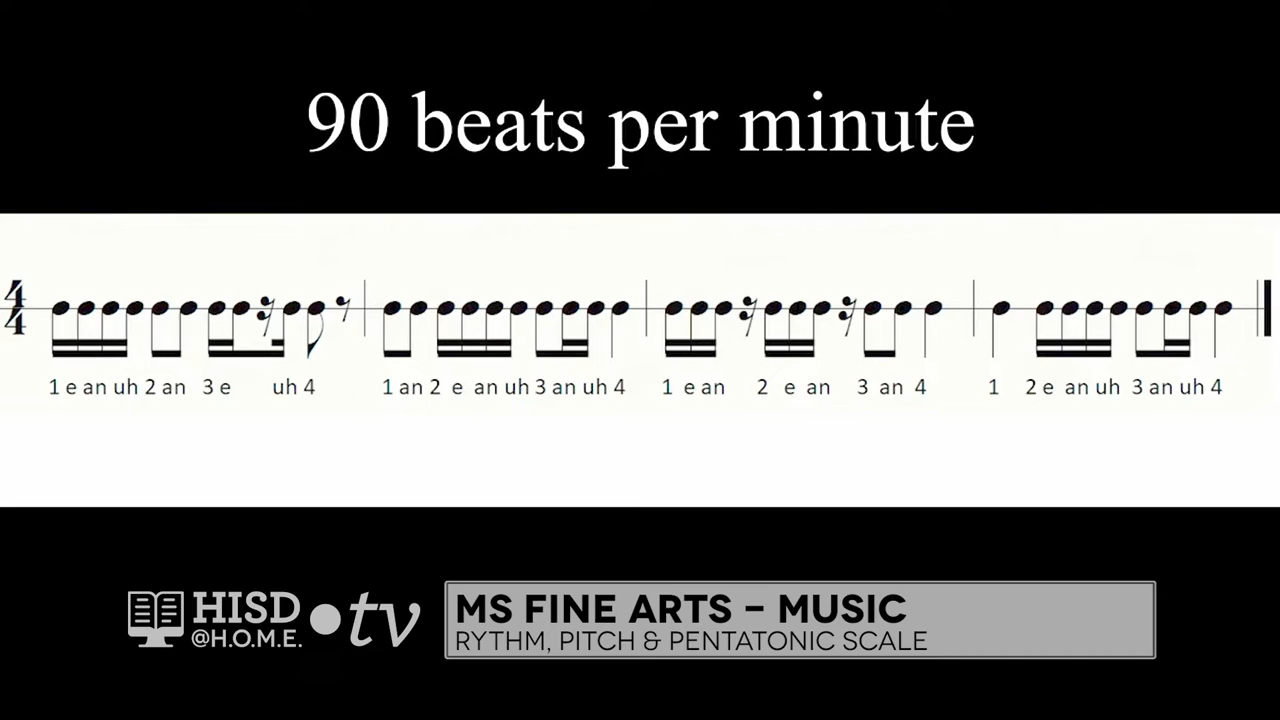 90 beats per minute
4
4
1 e an uh 2 an 3 e uh 4 1 an 2 e an uh 3 an uh 4 1 e an 2 e an 3 an 4 1 2 e an uh 3 an uh 4
HISD
@H.O.M.E.
tv
MS FINE ARTS - MUSIC
RYTHM, PITCH & PENTATONIC SCALE